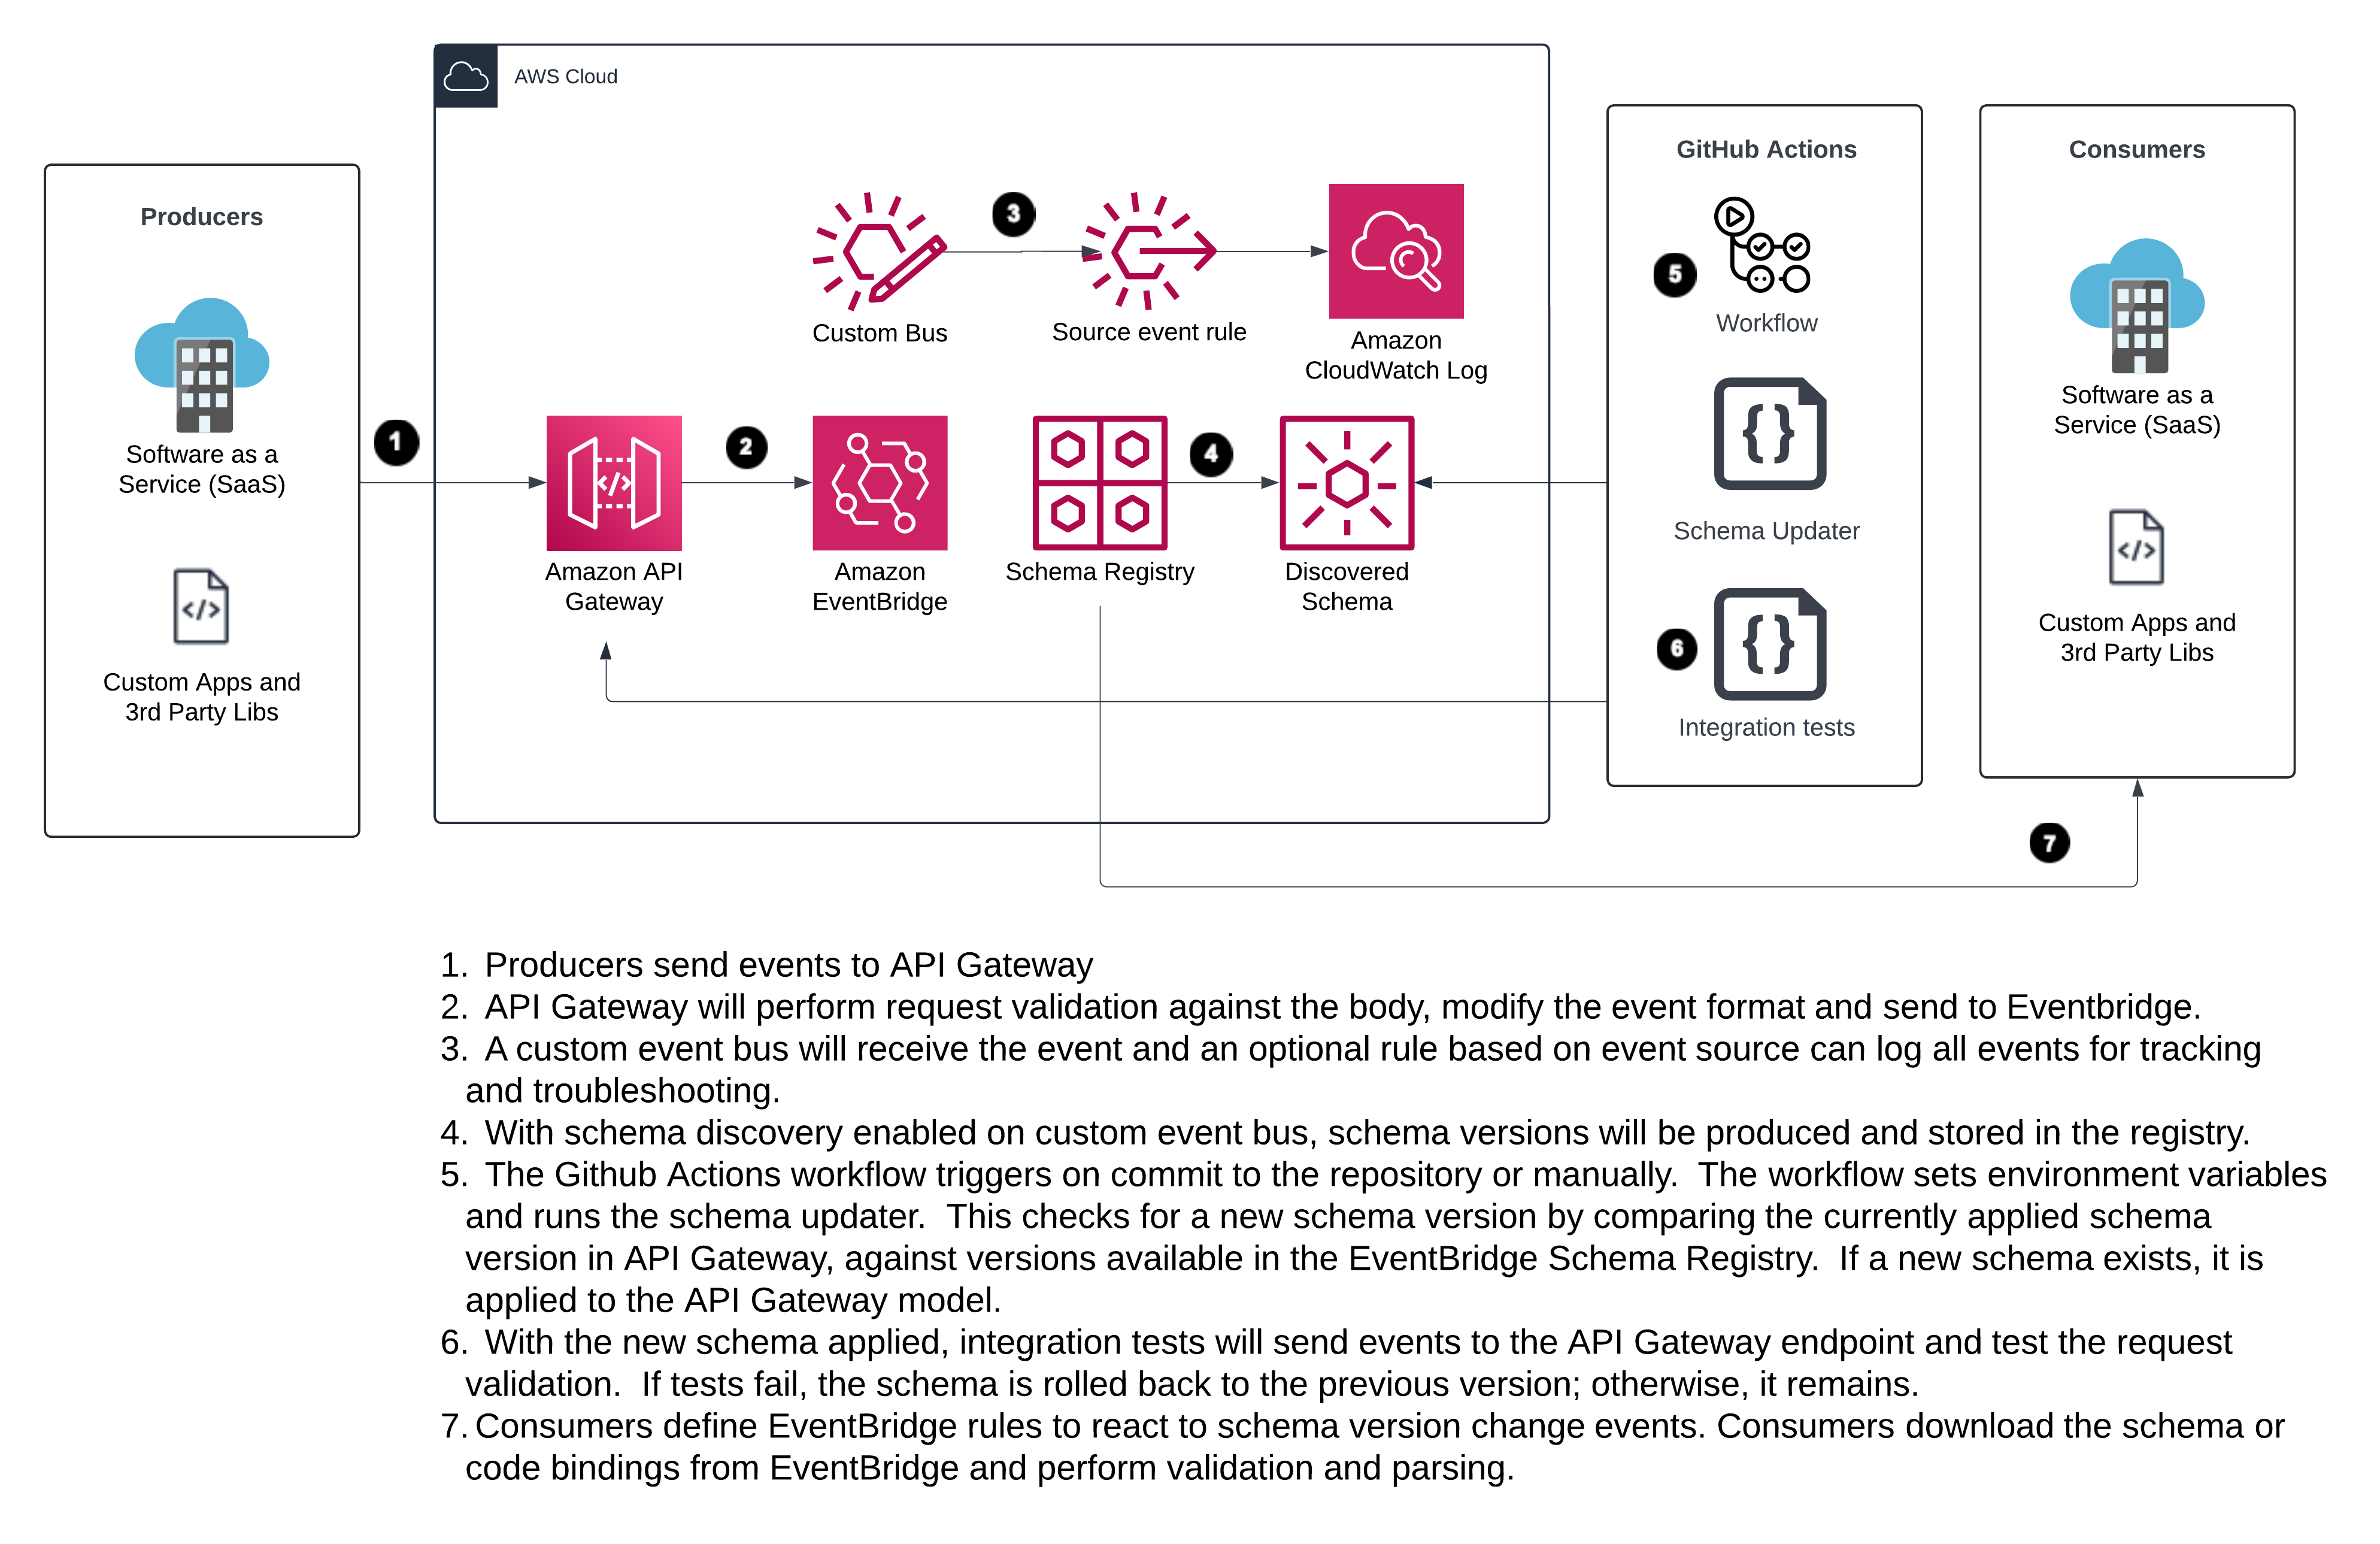 AWS Cloud
Producers
Software as a
Service (SaaS)
Custom Apps and
3rd Party Libs
1
Custom Bus
3
Source event rule
Amazon
CloudWatch Log
Amazon API
Gateway
2
Amazon
EventBridge
Schema Registry
4
Discovered
Schema
GitHub Actions
5
Workflow
{ }
Schema Updater
6
{ }
Integration tests
Consumers
Software as a
Service (SaaS)
Custom Apps and
3rd Party Libs
7
1. Producers send events to API Gateway
2. API Gateway will perform request validation against the body, modify the event format and send to Eventbridge.
3. A custom event bus will receive the event and an optional rule based on event source can log all events for tracking
and troubleshooting.
4. With schema discovery enabled on custom event bus, schema versions will be produced and stored in the registry.
5. The Github Actions workflow triggers on commit to the repository or manually. The workflow sets environment variables
and runs the schema updater. This checks for a new schema version by comparing the currently applied schema
version in API Gateway, against versions available in the EventBridge Schema Registry. If a new schema exists, it is
applied to the API Gateway model.
6. With the new schema applied, integration tests will send events to the API Gateway endpoint and test the request
validation. If tests fail, the schema is rolled back to the previous version; otherwise, it remains.
7. Consumers define EventBridge rules to react to schema version change events. Consumers download the schema or
code bindings from EventBridge and perform validation and parsing.